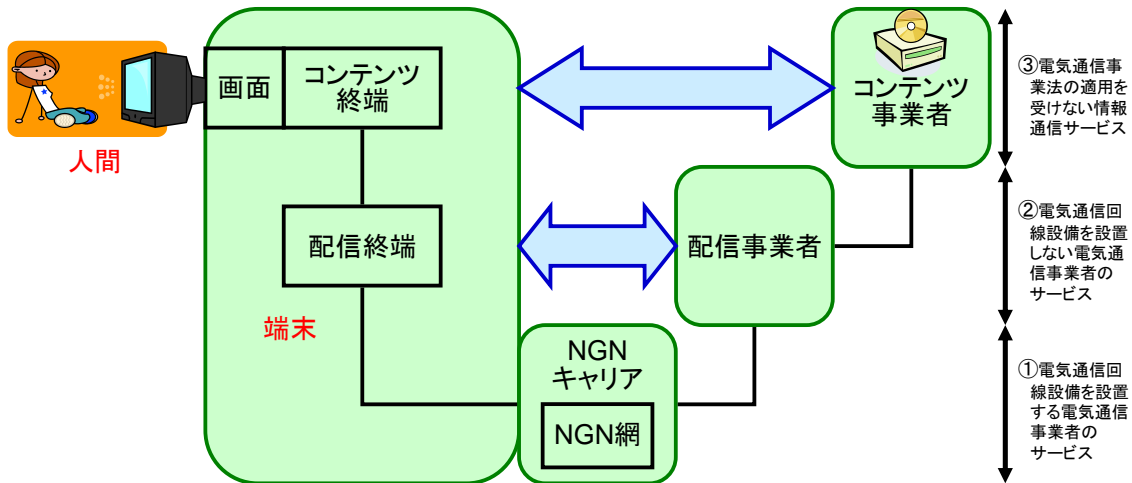 人間
画面
コンテンツ
終端
配信終端
端末
NGN
キャリア
NGN網
配信事業者
コンテンツ
事業者
③電気通信事
業法の適用を
受けない情報
通信サービス
②電気通信回
線設備を設置
しない電気通
信事業者の
サービス
①電気通信回
線設備を設置
する電気通信
事業者の
サービス